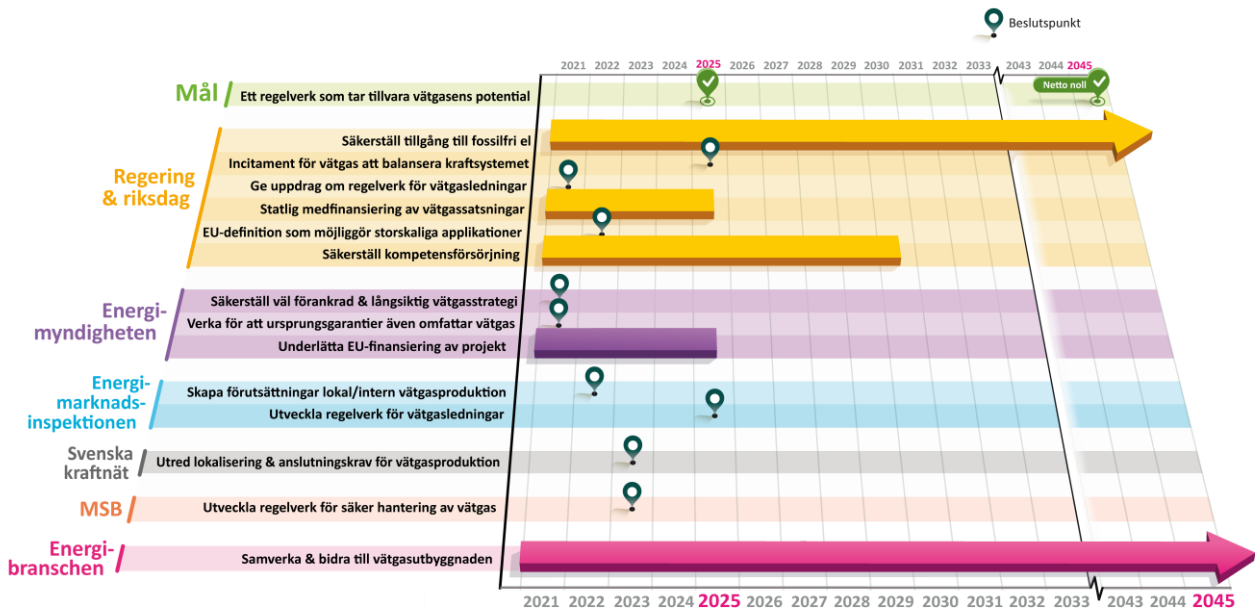 Beslutspunkt
2021 2022 2023 2024 2025 2026 2027 2028 2029 2030 2031 2032 2033 2043 2044 2045
Mål
Ett regelverk som tar tillvara vätgasens potential
Netto noll
Regering
& riksdag
Säkerställ tillgång till fossilfri el
Incitament för vätgas att balansera kraftsystemet
Ge uppdrag om regelverk för vätgasledningar
Statlig medfinansiering av vätgassatsningar
EU-definition som möjliggör storskaliga applikationer
Säkerställ kompetensförsörjning
Energi-
myndigheten
Säkerställ väl förankrad & långsiktig vätgasstrategi
Verka för att ursprungsgarantier även omfattar vätgas
Underlätta EU-finansiering av projekt
Energi-
marknads-
inspektionen
Skapa förutsättningar lokal/intern vätgasproduktion
Utveckla regelverk för vätgasledningar
Svenska
kraftnät
Utred lokalisering & anslutningskrav för vätgasproduktion
MSB
Utveckla regelverk för säker hantering av vätgas
Energi-
branschen
Samverka & bidra till vätgasutbyggnaden
2021 2022 2023 2024 2025 2026 2027 2028 2029 2030 2031 2032 2033 2043 2044 2045